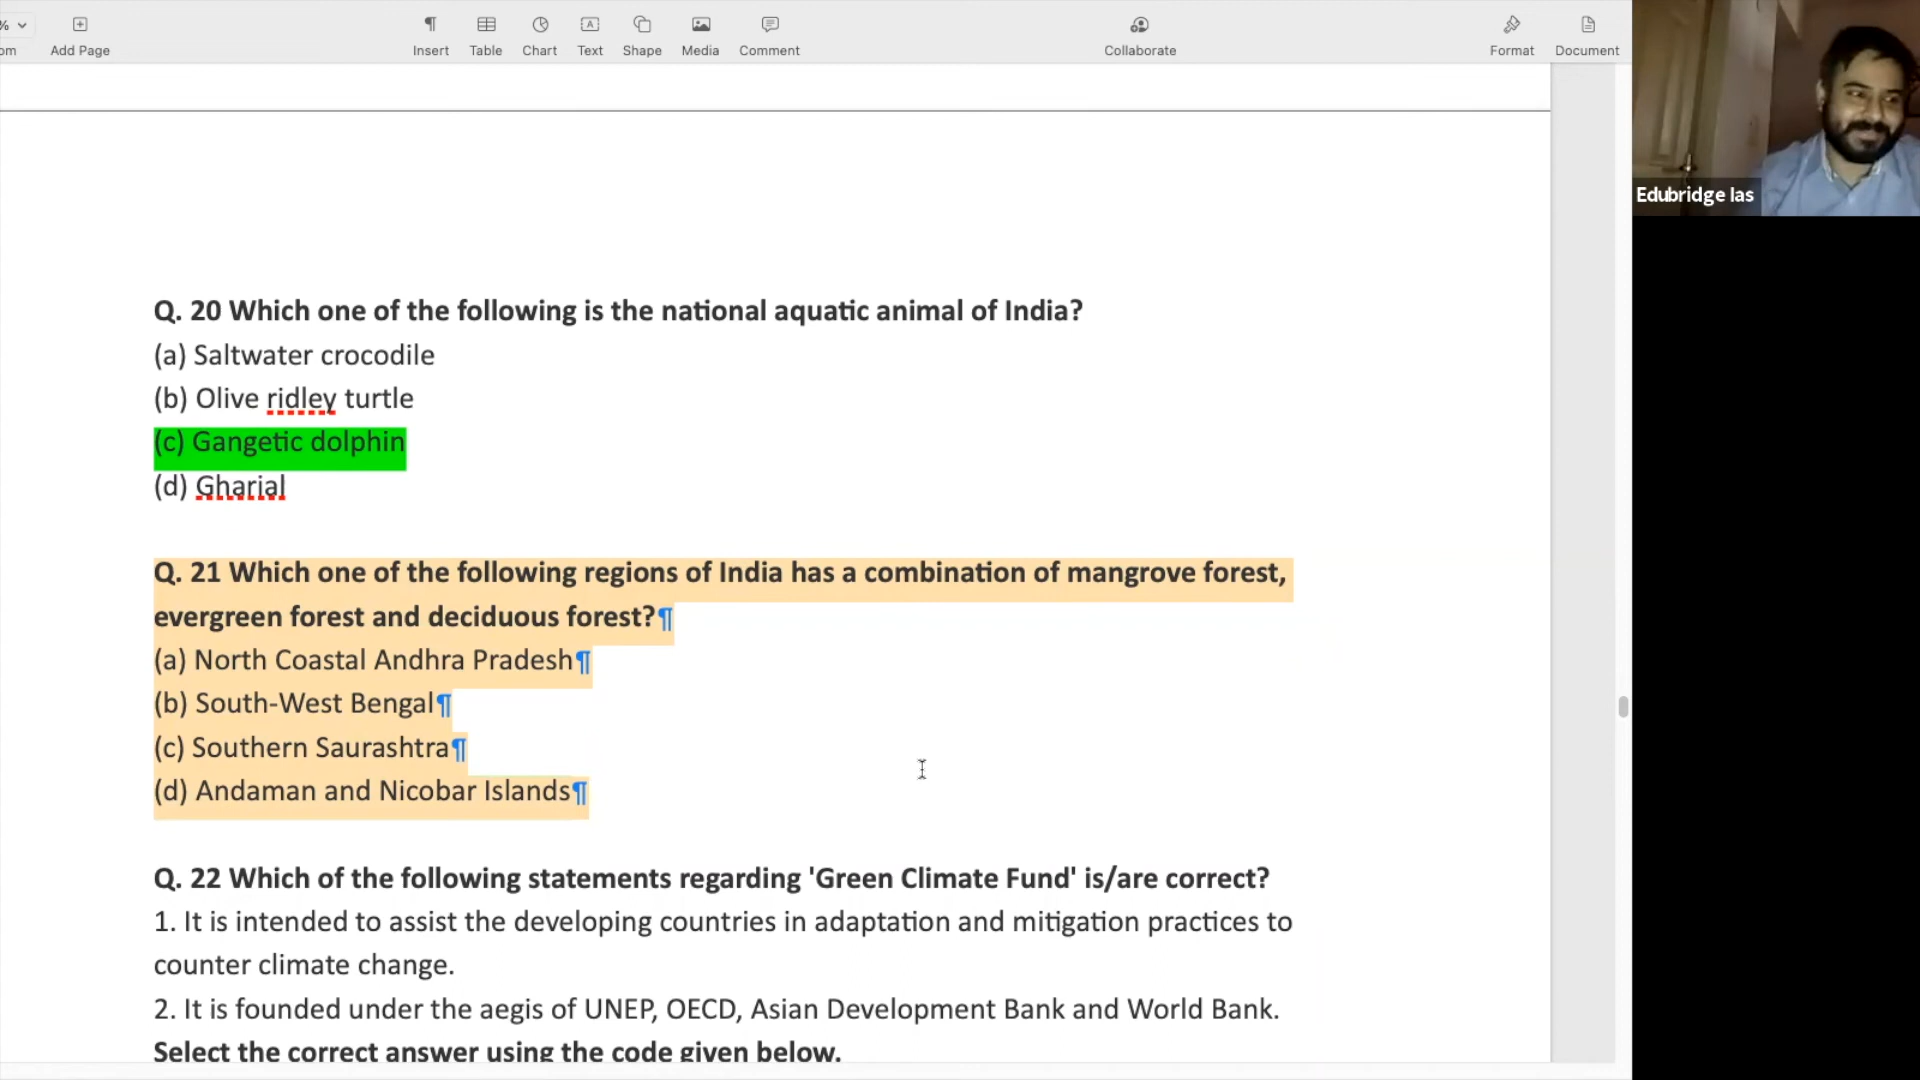 %
om
Add Page
Insert
Table
Chart
Text
Shape
Media
Comment
Collaborate
Format
Document
Edubridge Ias
Q. 20 Which one of the following is the national aquatic animal of India?
(a) Saltwater crocodile
(b) Olive ridley turtle
(c) Gangetic dolphin
(d) Gharial
Q. 21 Which one of the following regions of India has a combination of mangrove forest,
evergreen forest and deciduous forest?¶
(a) North Coastal Andhra Pradesh¶
(b) South-West Bengal¶
(c) Southern Saurashtra¶
(d) Andaman and Nicobar Islands¶
Q. 22 Which of the following statements regarding 'Green Climate Fund' is/are correct?
1. It is intended to assist the developing countries in adaptation and mitigation practices to
counter climate change.
2. It is founded under the aegis of UNEP, OECD, Asian Development Bank and World Bank.
Select the correct answer using the code given below.